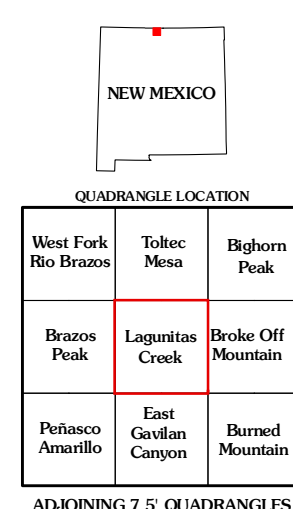 NEW MEXICO
QUADRANGLE LOCATION
West Fork
Rio Brazos
Toltec
Mesa
Bighorn
Peak
Brazos
Peak
Lagunitas
Creek
Broke Off
Mountain
Peñasco
Amarillo
East
Gavilan
Canyon
Burned
Mountain
ADJOINING 7.5' QUADRANGLES